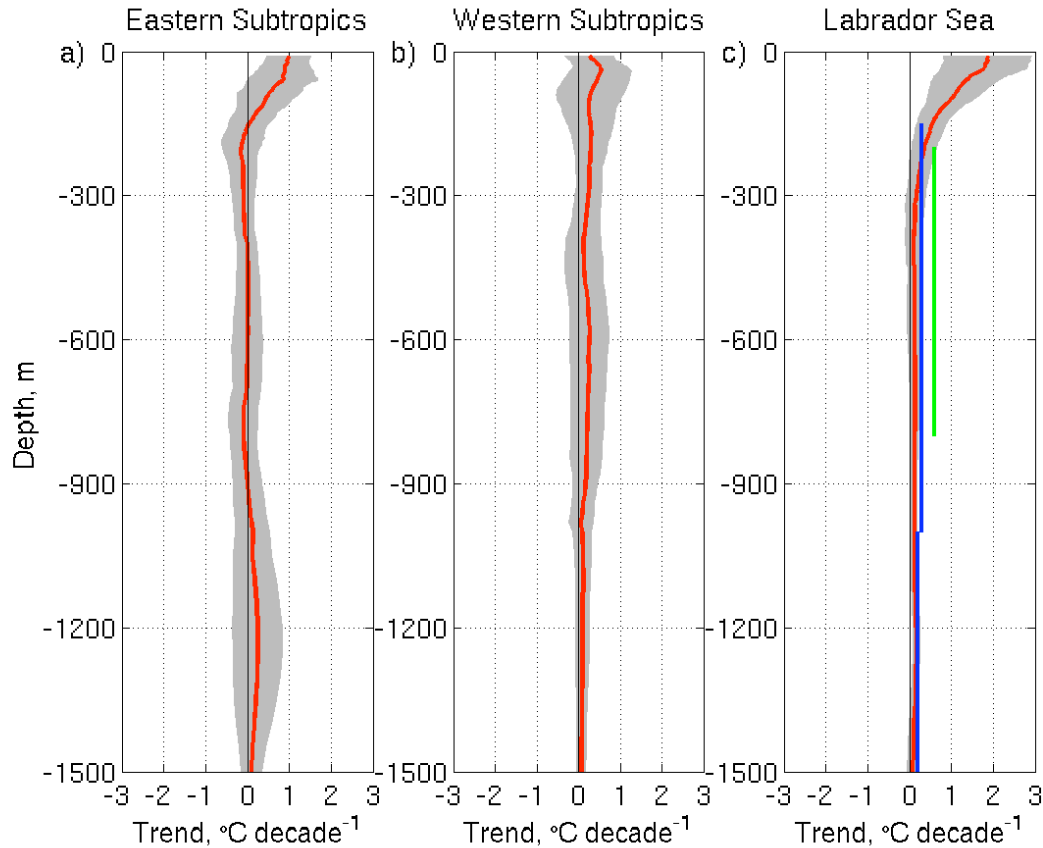 Eastern Subtropics
Western Subtropics
Labrador Sea
a)
b)
c)
Depth, m
0
-300
-600
-900
-1200
-1500
0
-300
-600
-900
-1200
-1500
0
-300
-600
-900
-1200
-1500
-3 -2 -1 0 1 2 3
-3 -2 -1 0 1 2 3
-3 -2 -1 0 1 2 3
Trend, °C decade⁻¹
Trend, °C decade⁻¹
Trend, °C decade⁻¹